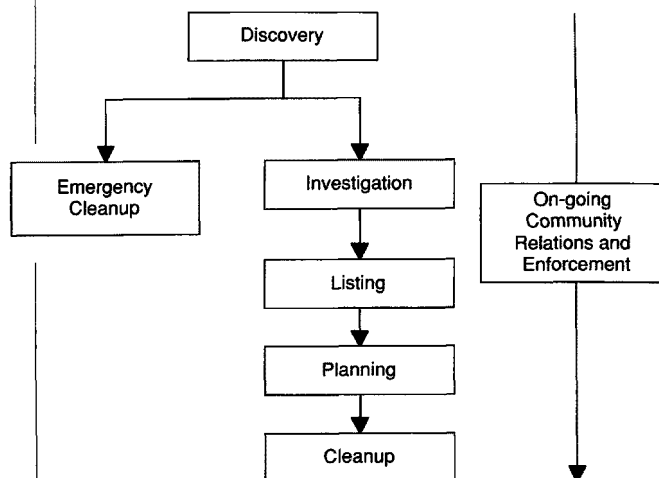 Discovery
Emergency
Cleanup
Investigation
On-going
Community
Relations and
Enforcement
Listing
Planning
Cleanup